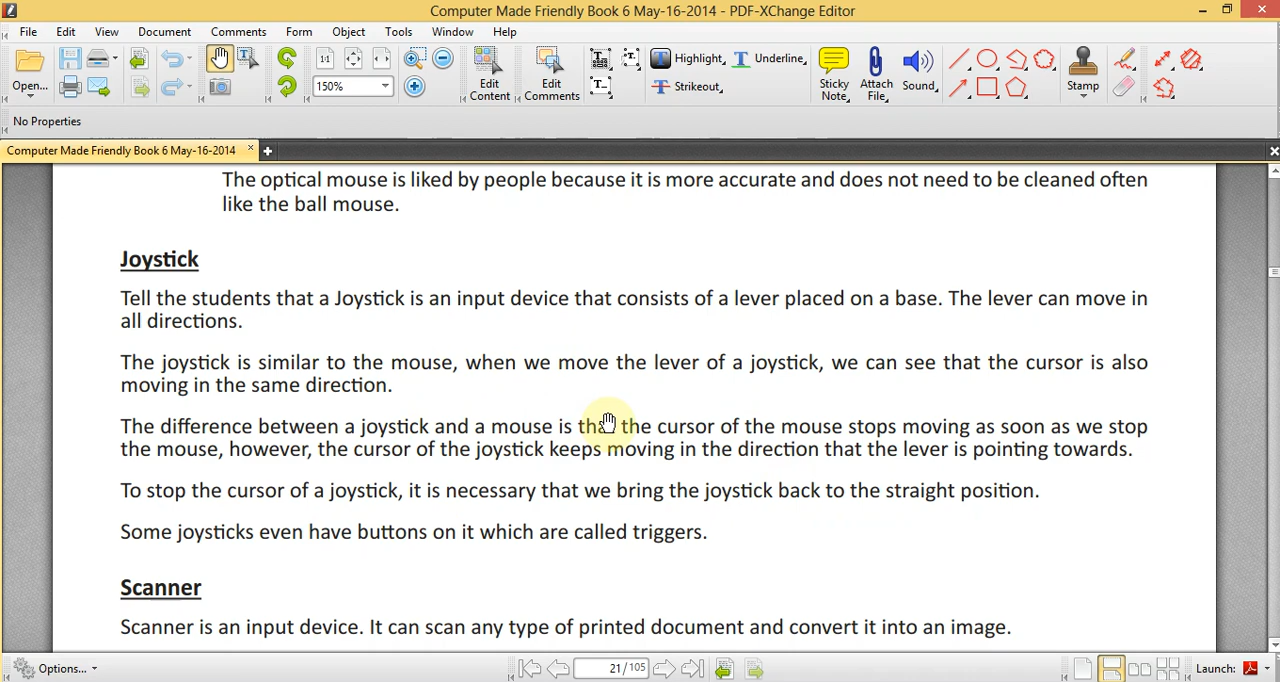 Computer Made Friendly Book 6 May-16-2014 - PDF-XChange Editor
File Edit View Document Comments Form Object Tools Window Help
Open...
1:1
150%
Edit Content
Edit Comments
Highlight
Strikeout
Underline
Sticky Note
Attach File
Sound
Stamp
No Properties
Computer Made Friendly Book 6 May-16-2014
The optical mouse is liked by people because it is more accurate and does not need to be cleaned often
like the ball mouse.
Joystick
Tell the students that a Joystick is an input device that consists of a lever placed on a base. The lever can move in
all directions.
The joystick is similar to the mouse, when we move the lever of a joystick, we can see that the cursor is also
moving in the same direction.
The difference between a joystick and a mouse is that the cursor of the mouse stops moving as soon as we stop
the mouse, however, the cursor of the joystick keeps moving in the direction that the lever is pointing towards.
To stop the cursor of a joystick, it is necessary that we bring the joystick back to the straight position.
Some joysticks even have buttons on it which are called triggers.
Scanner
Scanner is an input device. It can scan any type of printed document and convert it into an image.
Options...
21/105
Launch: